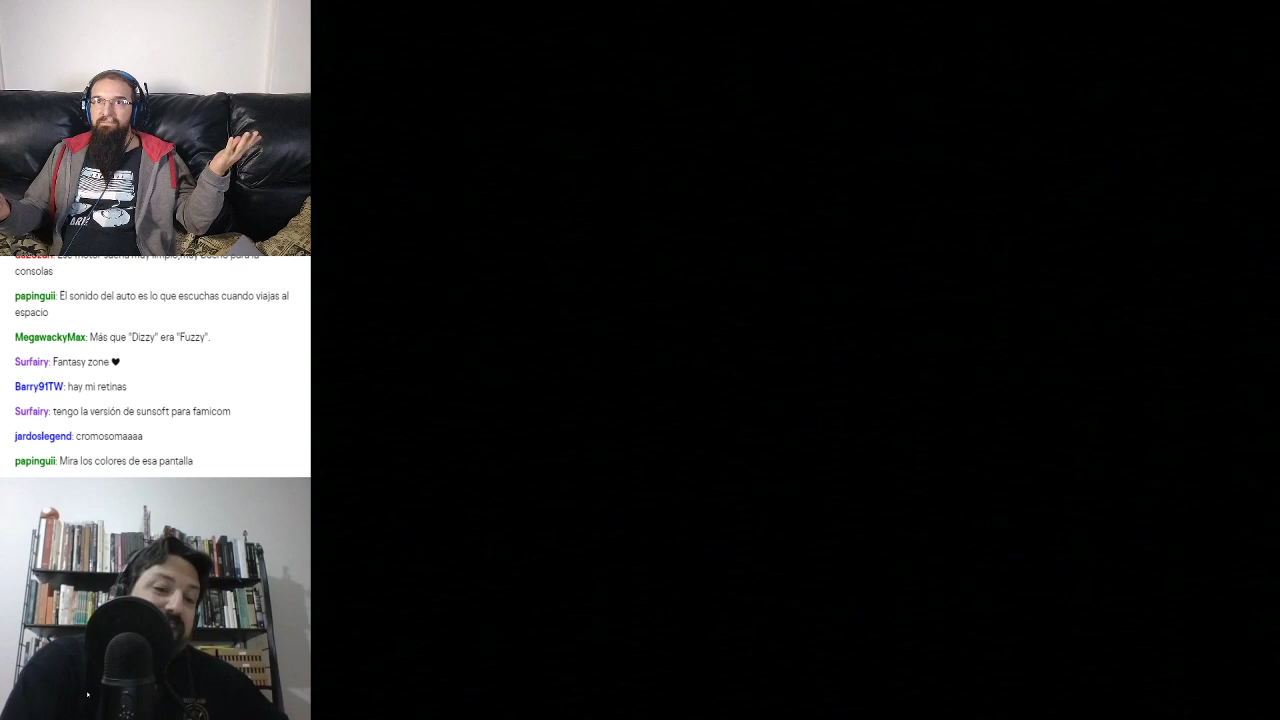 consolas
papinguii: El sonido del auto es lo que escuchas cuando viajas al
espacio
MegawackyMax: Más que "Dizzy" era "Fuzzy".
Surfairy: Fantasy zone ♥
Barry91TW: hay mi retinas
Surfairy: tengo la versión de sunsoft para famicom
jardoslegend: cromosomaaaa
papinguii: Mira los colores de esa pantalla